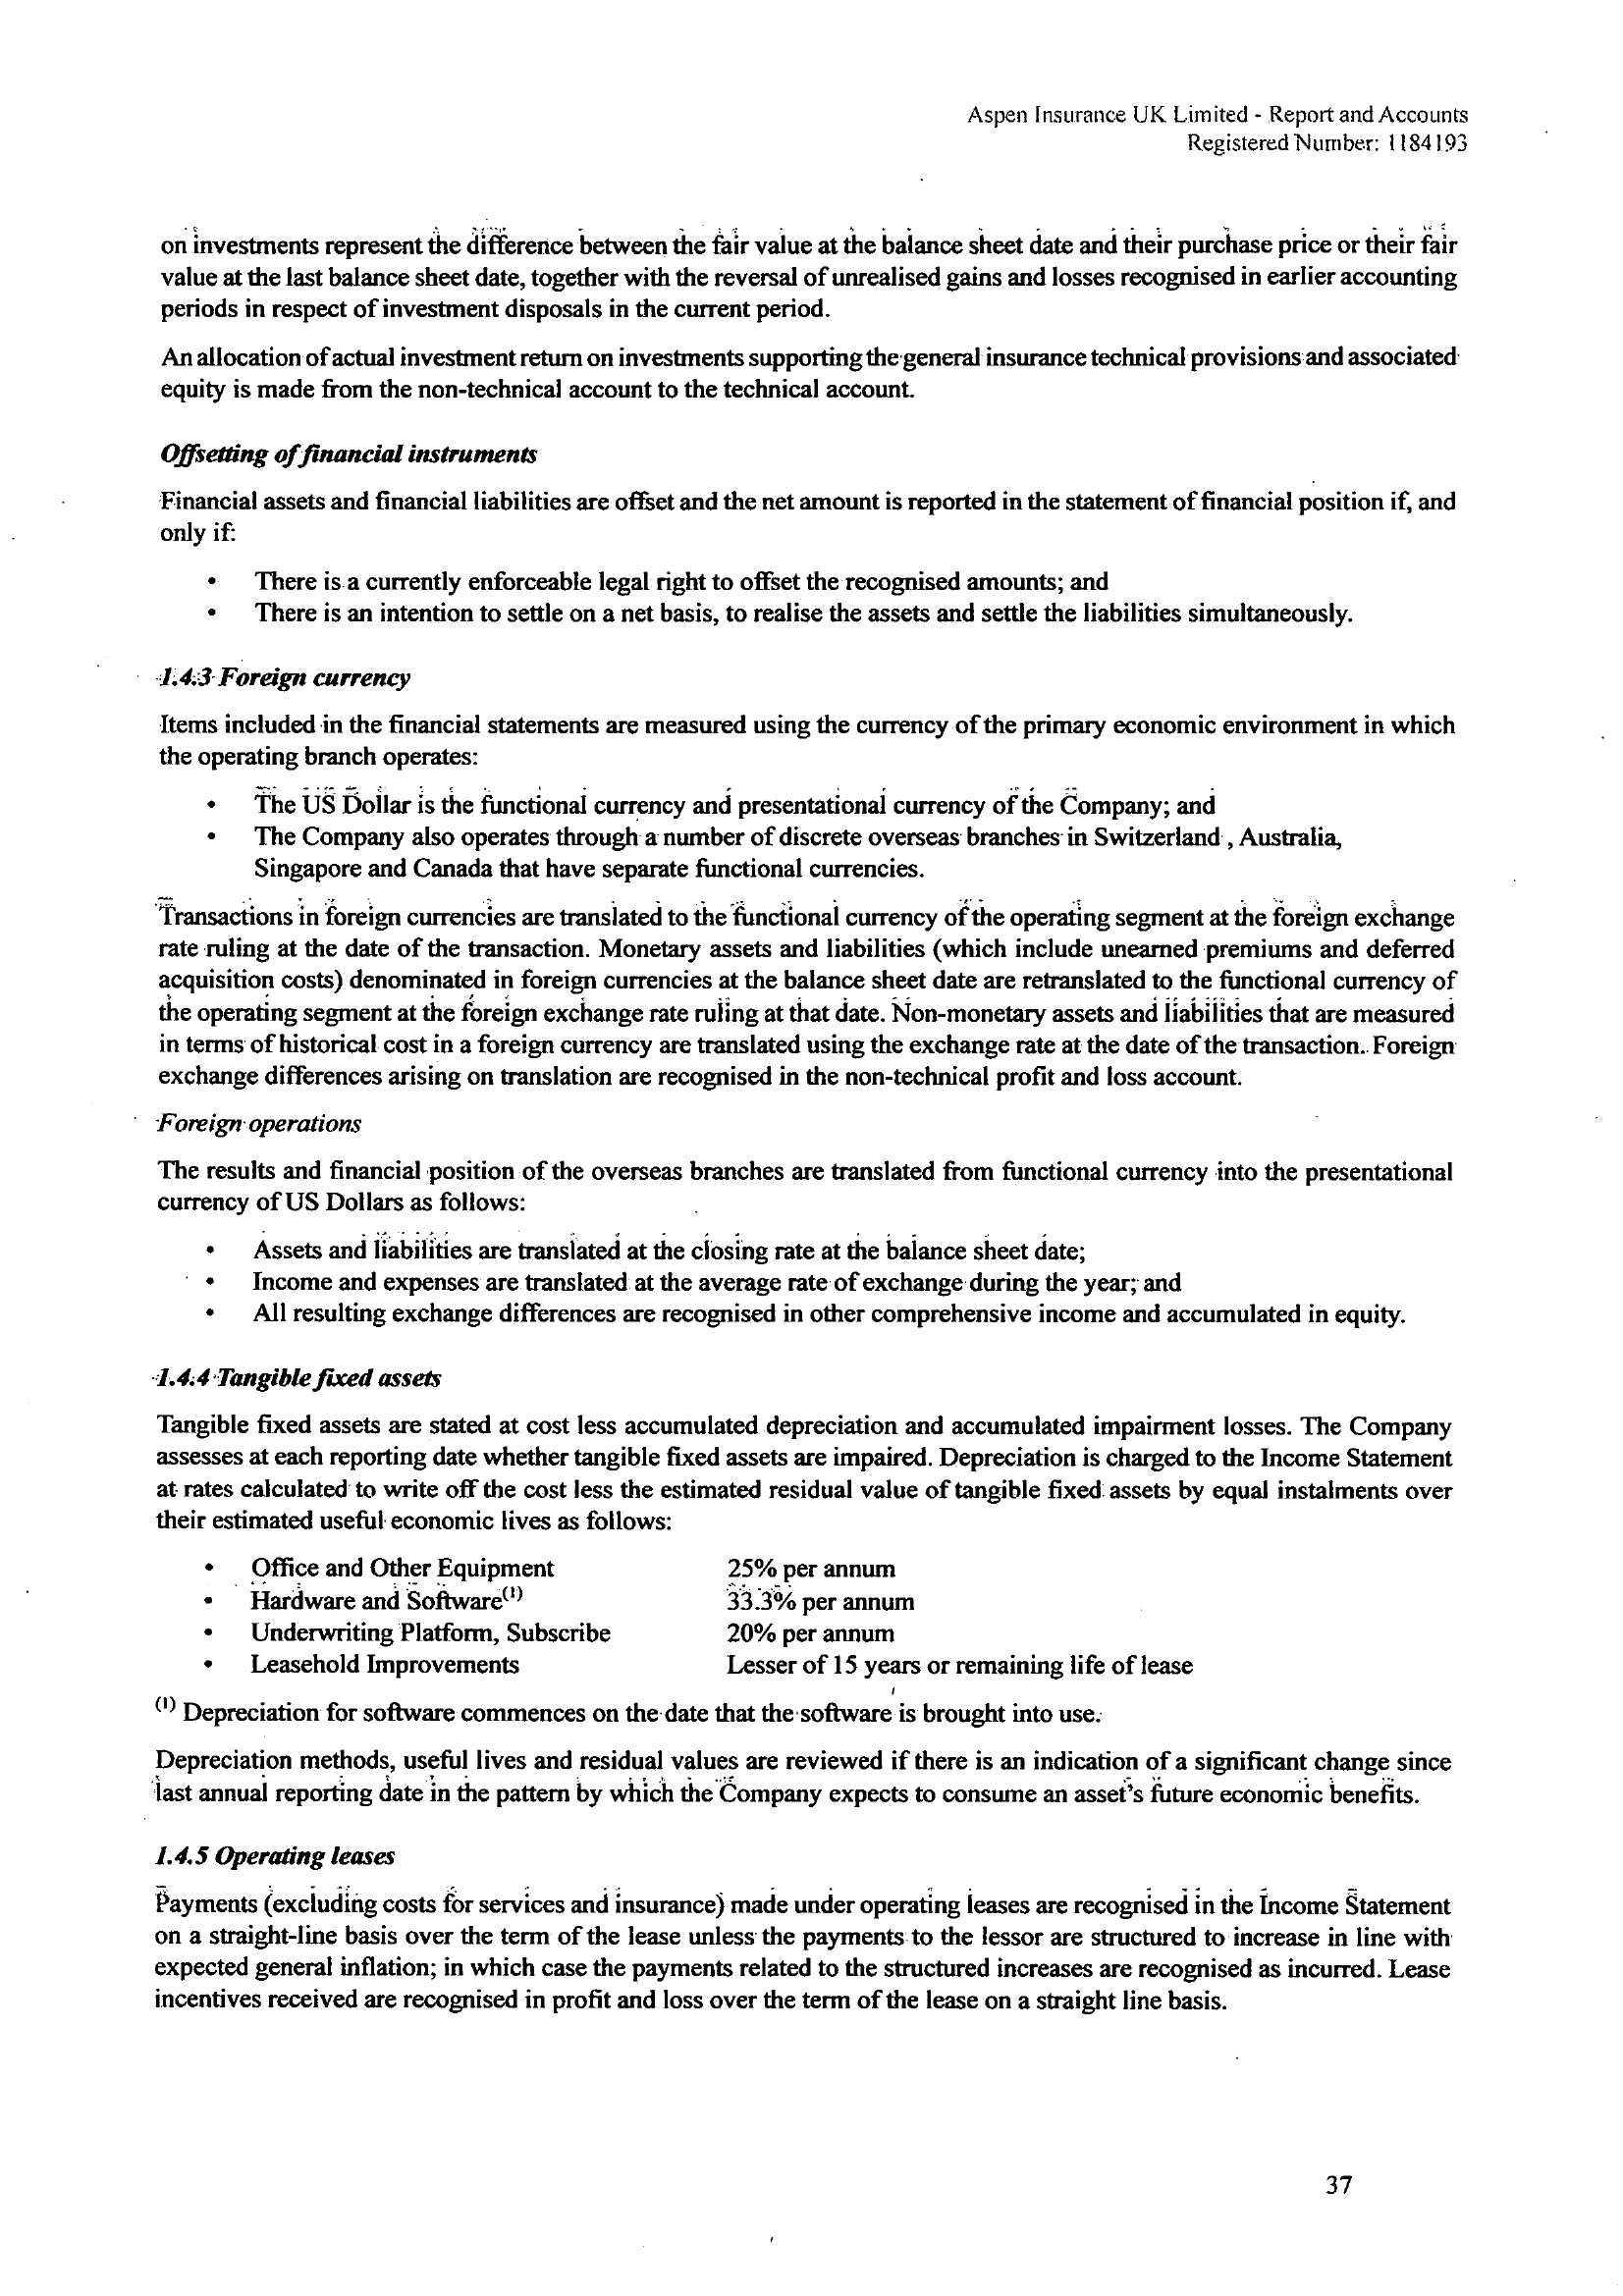 Aspen Insurance UK Limited - Report and Accounts
Registered Number: 1184193
on investments represent the difference between the fair value at the balance sheet date and their purchase price or their fair
value at the last balance sheet date, together with the reversal of unrealised gains and losses recognised in earlier accounting
periods in respect of investment disposals in the current period.
An allocation of actual investment return on investments supporting the general insurance technical provisions and associated
equity is made from the non-technical account to the technical account.
Offsetting of financial instruments
Financial assets and financial liabilities are offset and the net amount is reported in the statement of financial position if, and
only if:
• There is a currently enforceable legal right to offset the recognised amounts; and
• There is an intention to settle on a net basis, to realise the assets and settle the liabilities simultaneously.
1.4.3 Foreign currency
Items included in the financial statements are measured using the currency of the primary economic environment in which
the operating branch operates:
• The US Dollar is the functional currency and presentational currency of the Company; and
• The Company also operates through a number of discrete overseas branches in Switzerland , Australia,
Singapore and Canada that have separate functional currencies.
Transactions in foreign currencies are translated to the functional currency of the operating segment at the foreign exchange
rate ruling at the date of the transaction. Monetary assets and liabilities (which include unearned premiums and deferred
acquisition costs) denominated in foreign currencies at the balance sheet date are retranslated to the functional currency of
the operating segment at the foreign exchange rate ruling at that date. Non-monetary assets and liabilities that are measured
in terms of historical cost in a foreign currency are translated using the exchange rate at the date of the transaction. Foreign
exchange differences arising on translation are recognised in the non-technical profit and loss account.
Foreign operations
The results and financial position of the overseas branches are translated from functional currency into the presentational
currency of US Dollars as follows:
• Assets and liabilities are translated at the closing rate at the balance sheet date;
• Income and expenses are translated at the average rate of exchange during the year; and
• All resulting exchange differences are recognised in other comprehensive income and accumulated in equity.
1.4.4 Tangible fixed assets
Tangible fixed assets are stated at cost less accumulated depreciation and accumulated impairment losses. The Company
assesses at each reporting date whether tangible fixed assets are impaired. Depreciation is charged to the Income Statement
at rates calculated to write off the cost less the estimated residual value of tangible fixed assets by equal instalments over
their estimated useful economic lives as follows:
• Office and Other Equipment 25% per annum
• Hardware and Software(1) 33.3% per annum
• Underwriting Platform, Subscribe 20% per annum
• Leasehold Improvements Lesser of 15 years or remaining life of lease
(1) Depreciation for software commences on the date that the software is brought into use.
Depreciation methods, useful lives and residual values are reviewed if there is an indication of a significant change since
last annual reporting date in the pattern by which the Company expects to consume an asset's future economic benefits.
1.4.5 Operating leases
Payments (excluding costs for services and insurance) made under operating leases are recognised in the Income Statement
on a straight-line basis over the term of the lease unless the payments to the lessor are structured to increase in line with
expected general inflation; in which case the payments related to the structured increases are recognised as incurred. Lease
incentives received are recognised in profit and loss over the term of the lease on a straight line basis.
37